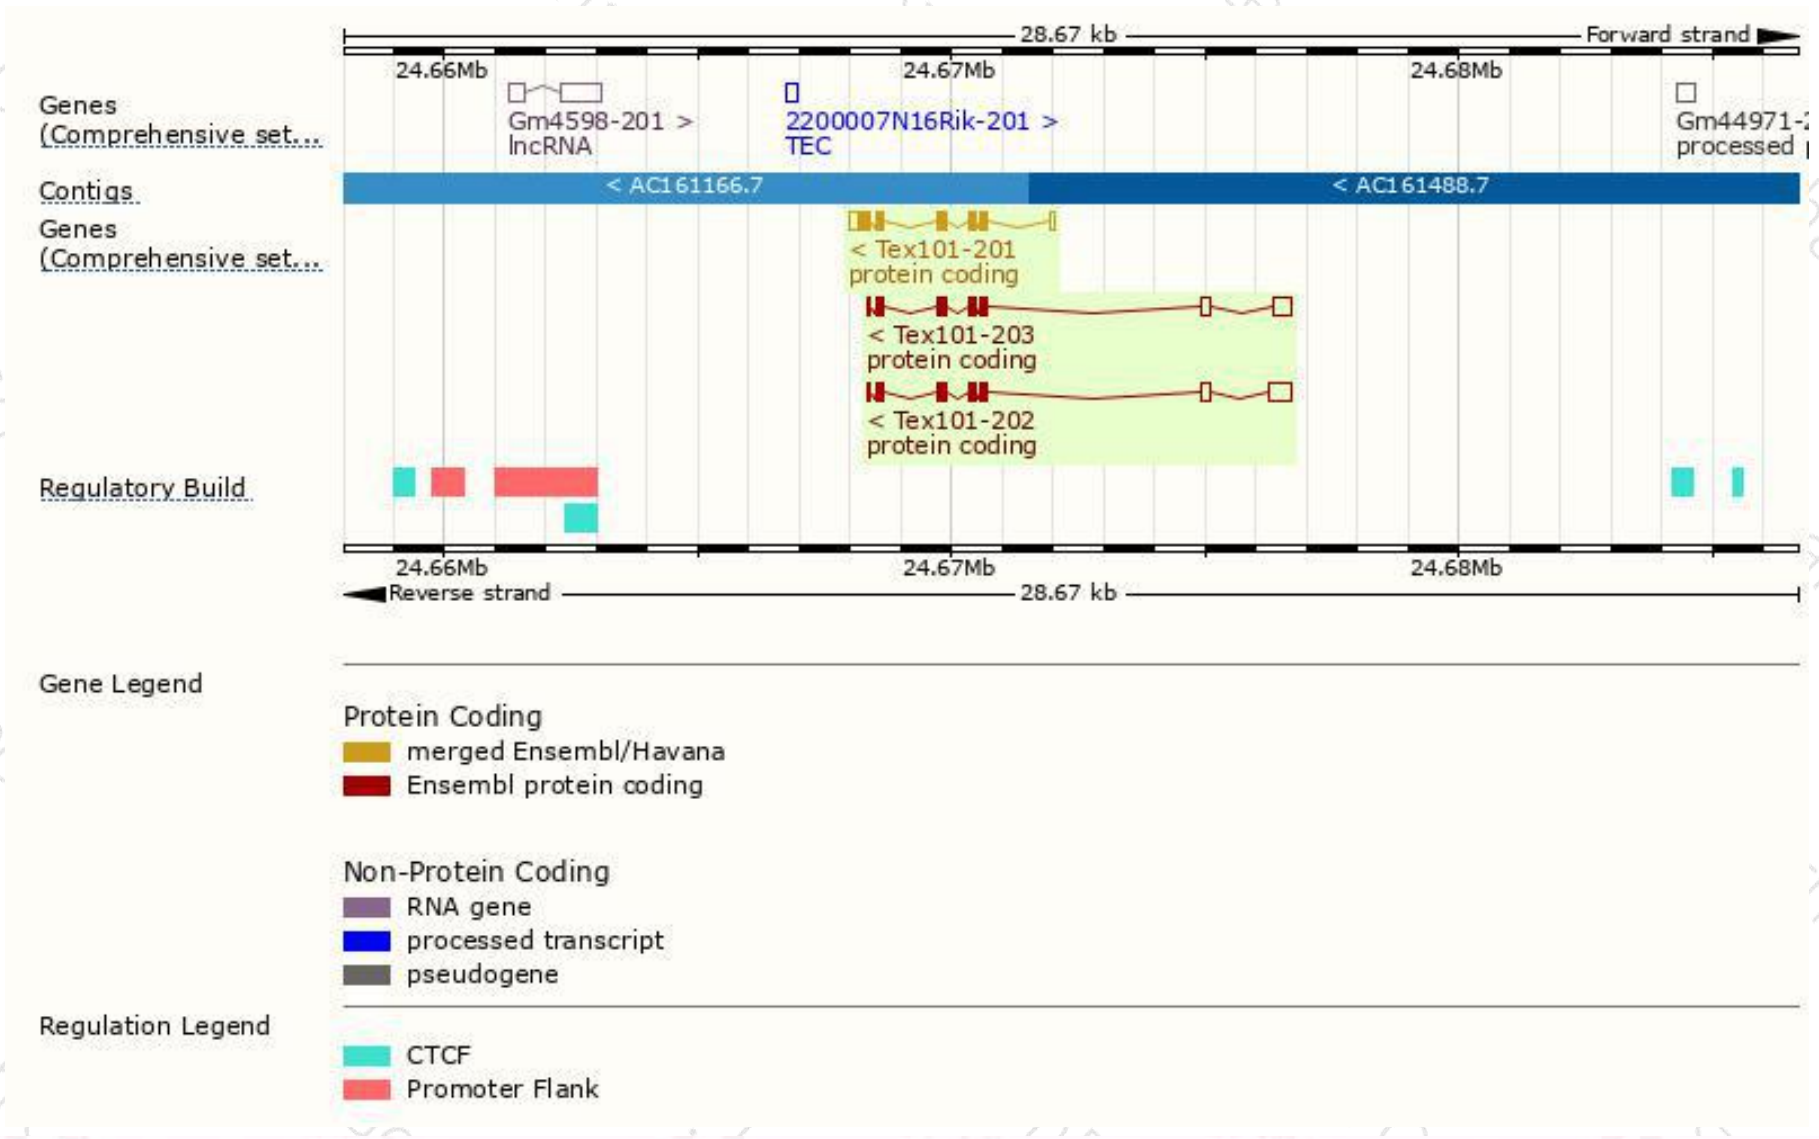 28.67 kb Forward strand
24.66Mb 24.67Mb 24.68Mb
Genes
(Comprehensive set...
Gm4598-201 > 2200007N16Rik-201 > Gm44971-
lncRNA TEC processed
Contigs < AC161166.7 < AC161488.7
Genes
(Comprehensive set...
< Tex101-201
protein coding
< Tex101-203
protein coding
< Tex101-202
protein coding
Regulatory Build
24.66Mb 24.67Mb 24.68Mb
Reverse strand 28.67 kb
Gene Legend
Protein Coding
merged Ensembl/Havana
Ensembl protein coding
Non-Protein Coding
RNA gene
processed transcript
pseudogene
Regulation Legend
CTCF
Promoter Flank